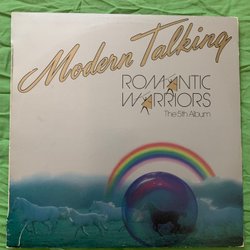 Modern Talking
ROMANTIC
WARRIORS
The 5th Album